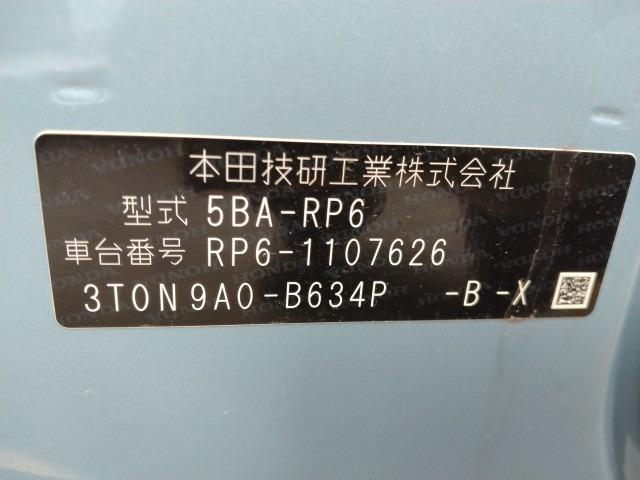 本田技研工業株式会社
型式 5BA-RP6
車台番号 RP6-1107626
3T0N9A0-B634P -B-X